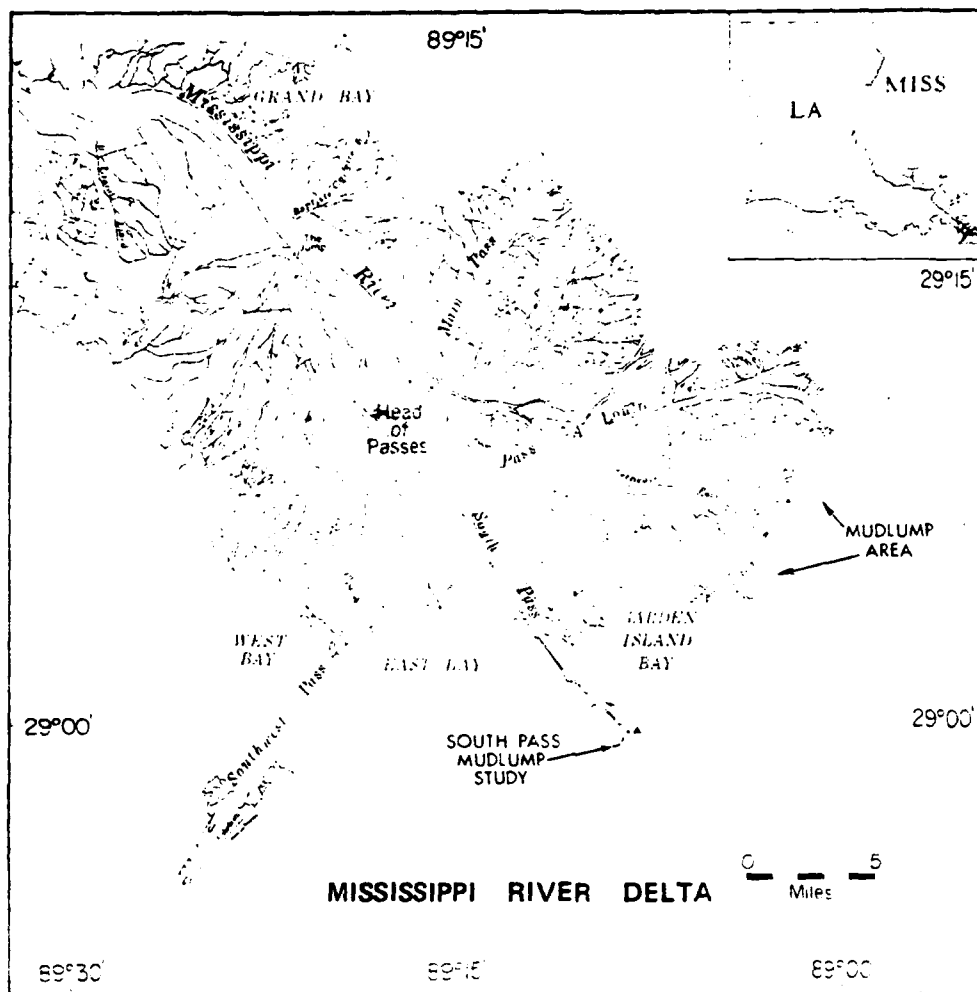 89°15'
GRAND BAY
Mississippi
MISS
LA
29°15'
The Jump
River
Main Pass
Head
of
Passes
Pass A Loutre
South Pass
MUDLUMP
AREA
WEST
BAY
EAST BAY
GARDEN
ISLAND
BAY
Southwest Pass
29°00'
29°00'
SOUTH PASS
MUDLUMP
STUDY
0 5
Miles
MISSISSIPPI RIVER DELTA
89°30' 89°15' 89°00'